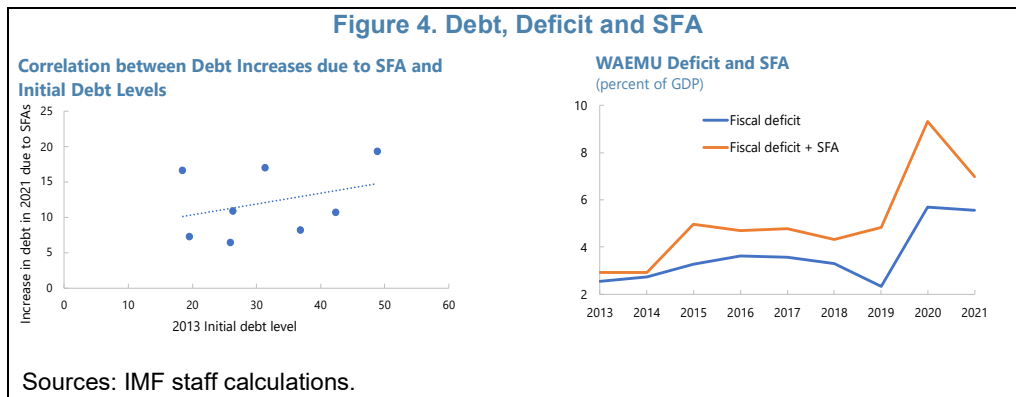 Figure 4. Debt, Deficit and SFA
Correlation between Debt Increases due to SFA and
Initial Debt Levels
Increase in debt in 2021 due to SFAs
25
20
15
10
5
0
0
10
20
30
40
50
60
2013 Initial debt level
WAEMU Deficit and SFA
(percent of GDP)
10
8
6
4
2
Fiscal deficit
Fiscal deficit + SFA
2013 2014 2015 2016 2017 2018 2019 2020 2021
Sources: IMF staff calculations.